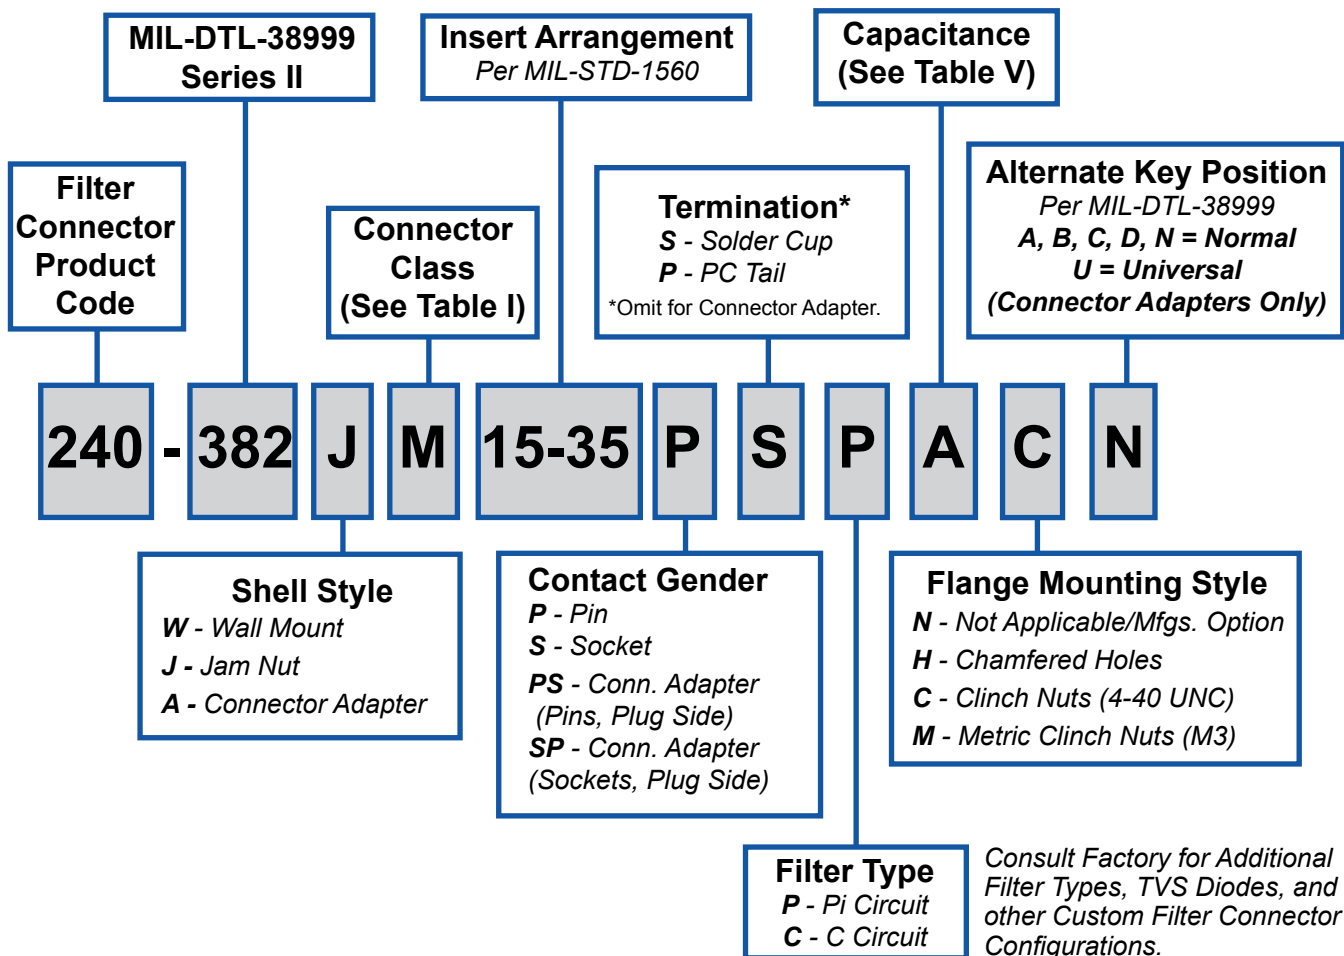 MIL-DTL-38999
Series II
Insert Arrangement
Per MIL-STD-1560
Capacitance
(See Table V)
Filter
Connector
Product
Code
Connector
Class
(See Table I)
Termination*
S - Solder Cup
P - PC Tail
*Omit for Connector Adapter.
Alternate Key Position
Per MIL-DTL-38999
A, B, C, D, N = Normal
U = Universal
(Connector Adapters Only)
240 - 382 J M 15-35 P S P A C N
Shell Style
W - Wall Mount
J - Jam Nut
A - Connector Adapter
Contact Gender
P - Pin
S - Socket
PS - Conn. Adapter
(Pins, Plug Side)
SP - Conn. Adapter
(Sockets, Plug Side)
Flange Mounting Style
N - Not Applicable/Mfgs. Option
H - Chamfered Holes
C - Clinch Nuts (4-40 UNC)
M - Metric Clinch Nuts (M3)
Filter Type
P - Pi Circuit
C - C Circuit
Consult Factory for Additional
Filter Types, TVS Diodes, and
other Custom Filter Connector
Configurations.